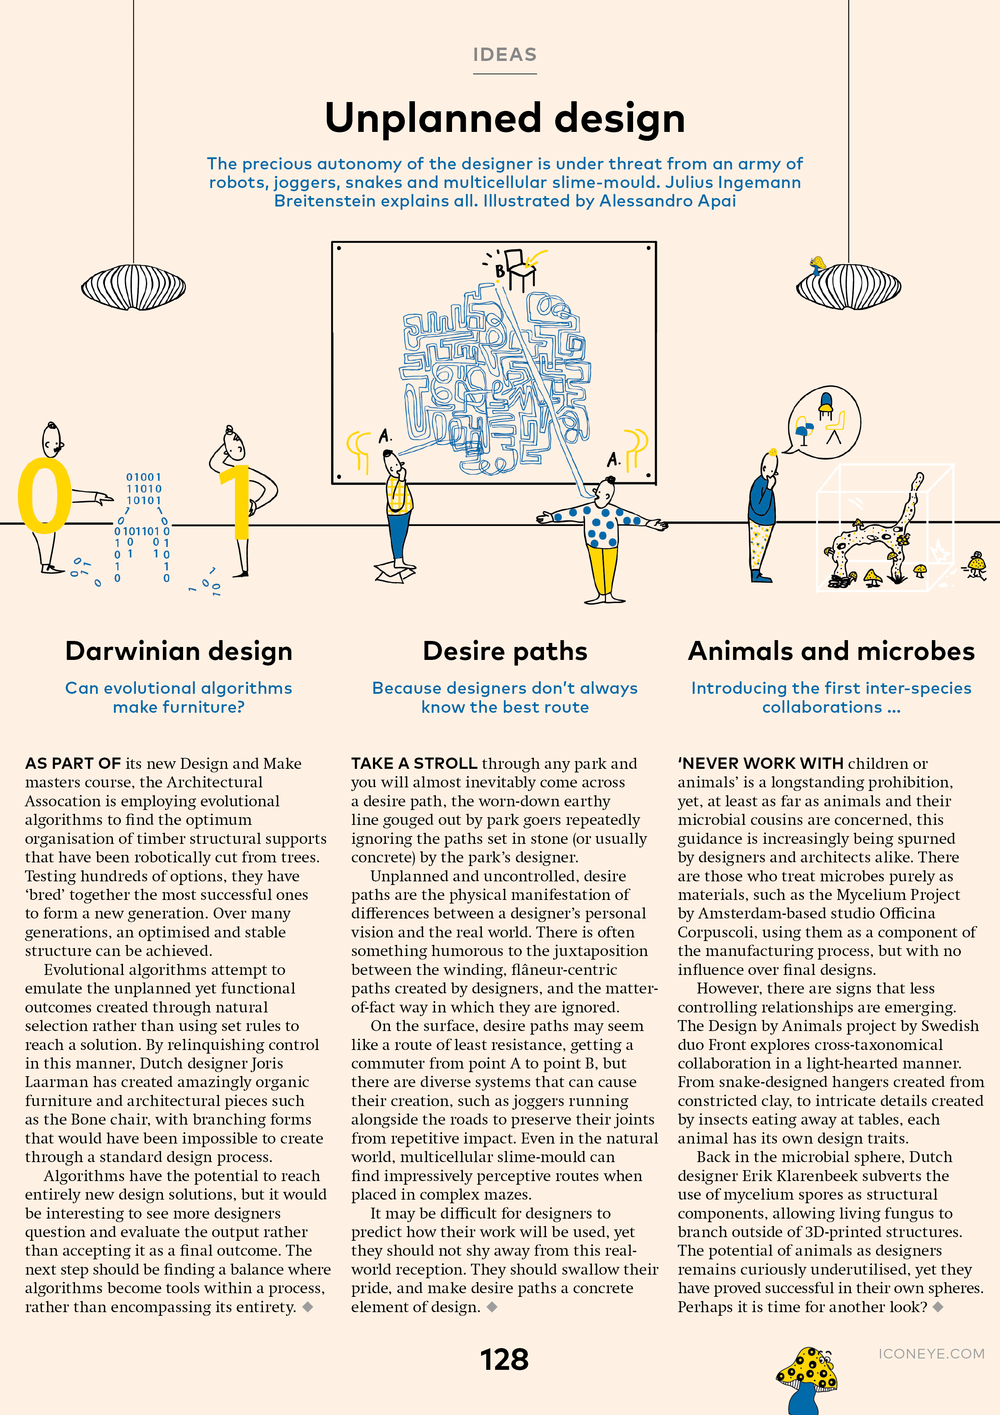 IDEAS
Unplanned design
The precious autonomy of the designer is under threat from an army of
robots, joggers, snakes and multicellular slime-mould. Julius Ingemann
Breitenstein explains all. Illustrated by Alessandro Apai
B
A.
A.
0
1
01001
11010
10101
Darwinian design
Can evolutional algorithms
make furniture?
AS PART OF its new Design and Make
masters course, the Architectural
Assocation is employing evolutional
algorithms to find the optimum
organisation of timber structural supports
that have been robotically cut from trees.
Testing hundreds of options, they have
‘bred’ together the most successful ones
to form a new generation. Over many
generations, an optimised and stable
structure can be achieved.
Evolutional algorithms attempt to
emulate the unplanned yet functional
outcomes created through natural
selection rather than using set rules to
reach a solution. By relinquishing control
in this manner, Dutch designer Joris
Laarman has created amazingly organic
furniture and architectural pieces such
as the Bone chair, with branching forms
that would have been impossible to create
through a standard design process.
Algorithms have the potential to reach
entirely new design solutions, but it would
be interesting to see more designers
question and evaluate the output rather
than accepting it as a final outcome. The
next step should be finding a balance where
algorithms become tools within a process,
rather than encompassing its entirety.
Desire paths
Because designers don’t always
know the best route
TAKE A STROLL through any park and
you will almost inevitably come across
a desire path, the worn-down earthy
line gouged out by park goers repeatedly
ignoring the paths set in stone (or usually
concrete) by the park’s designer.
Unplanned and uncontrolled, desire
paths are the physical manifestation of
differences between a designer’s personal
vision and the real world. There is often
something humorous to the juxtaposition
between the winding, flâneur-centric
paths created by designers, and the matter-
of-fact way in which they are ignored.
On the surface, desire paths may seem
like a route of least resistance, getting a
commuter from point A to point B, but
there are diverse systems that can cause
their creation, such as joggers running
alongside the roads to preserve their joints
from repetitive impact. Even in the natural
world, multicellular slime-mould can
find impressively perceptive routes when
placed in complex mazes.
It may be difficult for designers to
predict how their work will be used, yet
they should not shy away from this real-
world reception. They should swallow their
pride, and make desire paths a concrete
element of design.
Animals and microbes
Introducing the first inter-species
collaborations ...
‘NEVER WORK WITH children or
animals’ is a longstanding prohibition,
yet, at least as far as animals and their
microbial cousins are concerned, this
guidance is increasingly being spurned
by designers and architects alike. There
are those who treat microbes purely as
materials, such as the Mycelium Project
by Amsterdam-based studio Officina
Corpuscoli, using them as a component of
the manufacturing process, but with no
influence over final designs.
However, there are signs that less
controlling relationships are emerging.
The Design by Animals project by Swedish
duo Front explores cross-taxonomical
collaboration in a light-hearted manner.
From snake-designed hangers created from
constricted clay, to intricate details created
by insects eating away at tables, each
animal has its own design traits.
Back in the microbial sphere, Dutch
designer Erik Klarenbeek subverts the
use of mycelium spores as structural
components, allowing living fungus to
branch outside of 3D-printed structures.
The potential of animals as designers
remains curiously underutilised, yet they
have proved successful in their own spheres.
Perhaps it is time for another look?
128
ICONEYE.COM